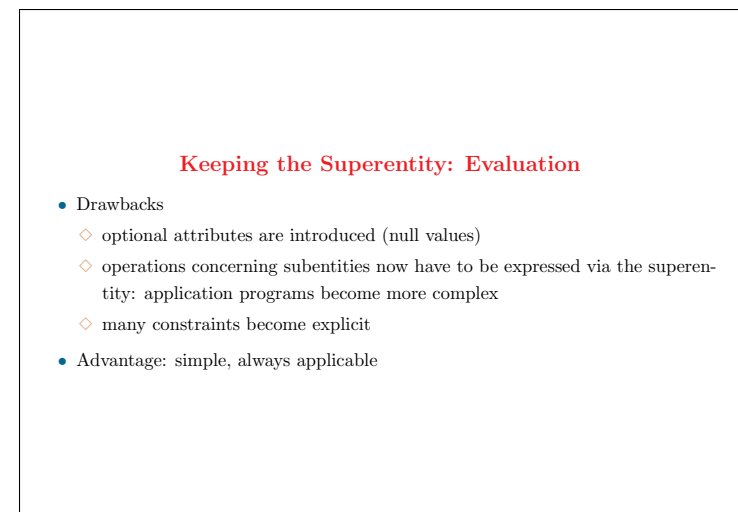 Keeping the Superentity: Evaluation
• Drawbacks
◇ optional attributes are introduced (null values)
◇ operations concerning subentities now have to be expressed via the superen-
tity: application programs become more complex
◇ many constraints become explicit
• Advantage: simple, always applicable